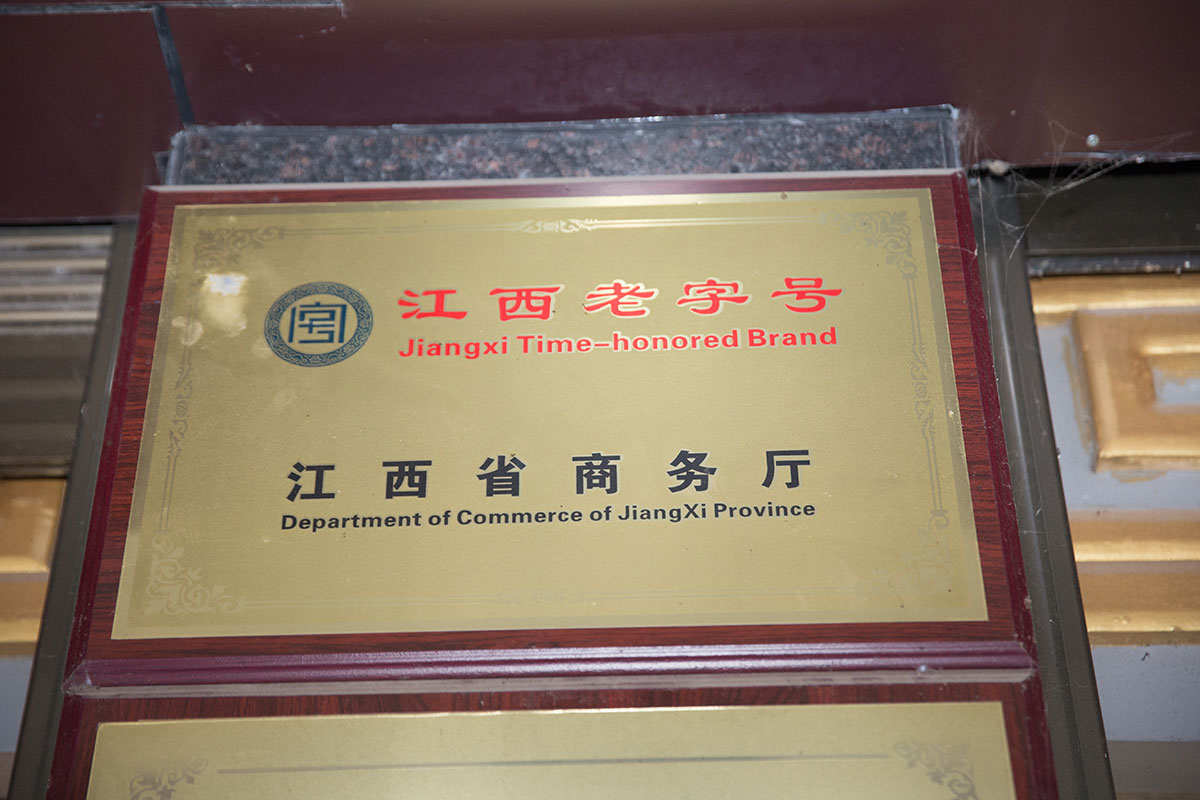 江西老字号
Jiangxi Time-honored Brand
江西省商务厅
Department of Commerce of JiangXi Province